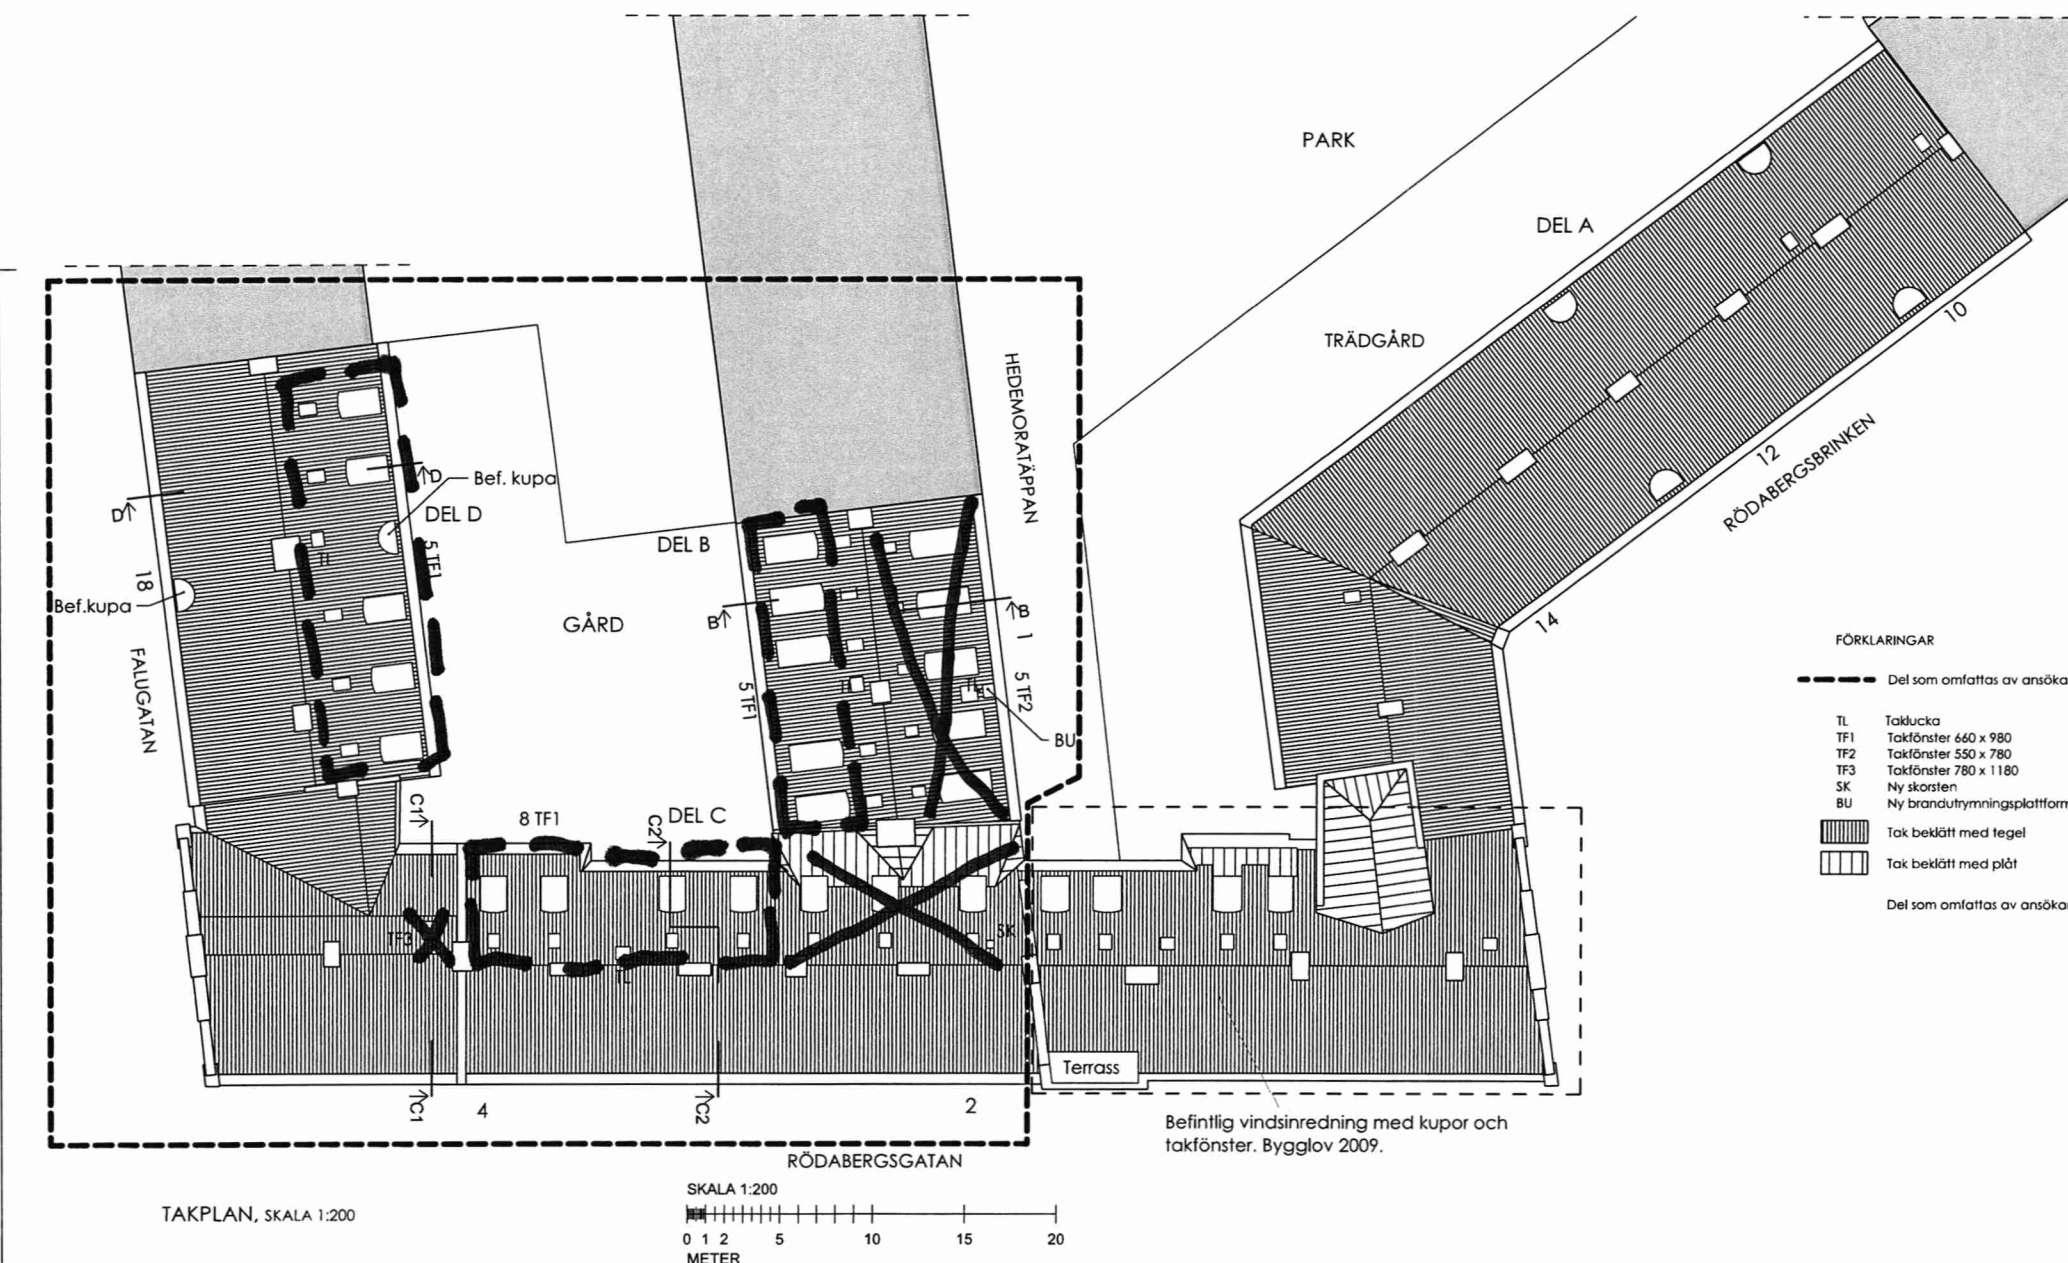 PARK
DEL A
TRÄDGÅRD
10
12
RÖDABERGSBRINKEN
14
HEDEMORATÄPPAN
D
Bef. kupa
D
DEL D
5 TF1
18
Bef.kupa
FALUGATAN
GÅRD
DEL B
B
B
1
5 TF1
5 TF2
TL
BU
C1
8 TF1
C2
DEL C
TF3
SK
TL
Terrass
C1
4
C2
2
Befintlig vindsinredning med kupor och
takfönster. Bygglov 2009.
RÖDABERGSGATAN
TAKPLAN, SKALA 1:200
SKALA 1:200
0 1 2 5 10 15 20
METER
FÖRKLARINGAR
Del som omfattas av ansöka
TL Taklucka
TF1 Takfönster 660 x 980
TF2 Takfönster 550 x 780
TF3 Takfönster 780 x 1180
SK Ny skorsten
BU Ny brandutrymningsplattform
Tak beklätt med tegel
Tak beklätt med plåt
Del som omfattas av ansöka